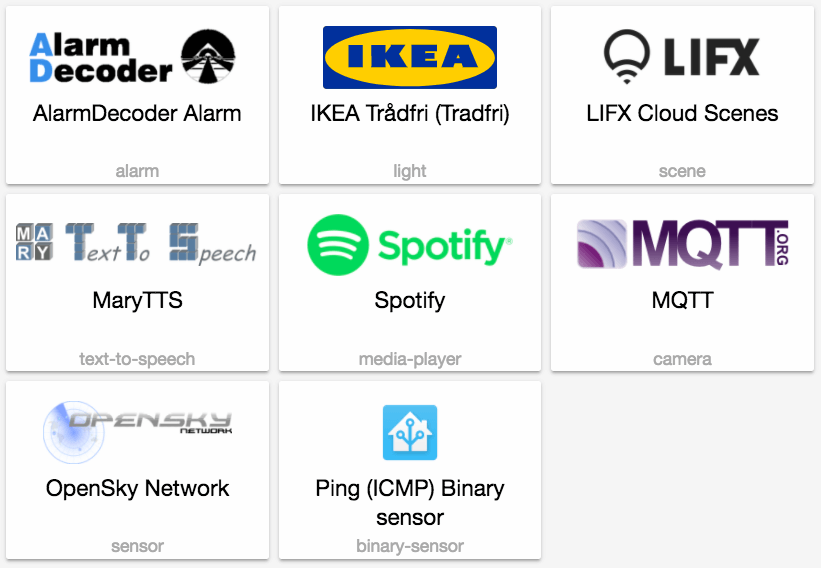 Alarm
Decoder
AlarmDecoder Alarm
alarm
IKEA
IKEA Trådfri (Tradfri)
light
LIFX
LIFX Cloud Scenes
scene
MA
RY
Text To Speech
MaryTTS
text-to-speech
Spotify®
Spotify
media-player
MQTT.ORG
MQTT
camera
OPENSKY
NETWORK
OpenSky Network
sensor
Ping (ICMP) Binary
sensor
binary-sensor